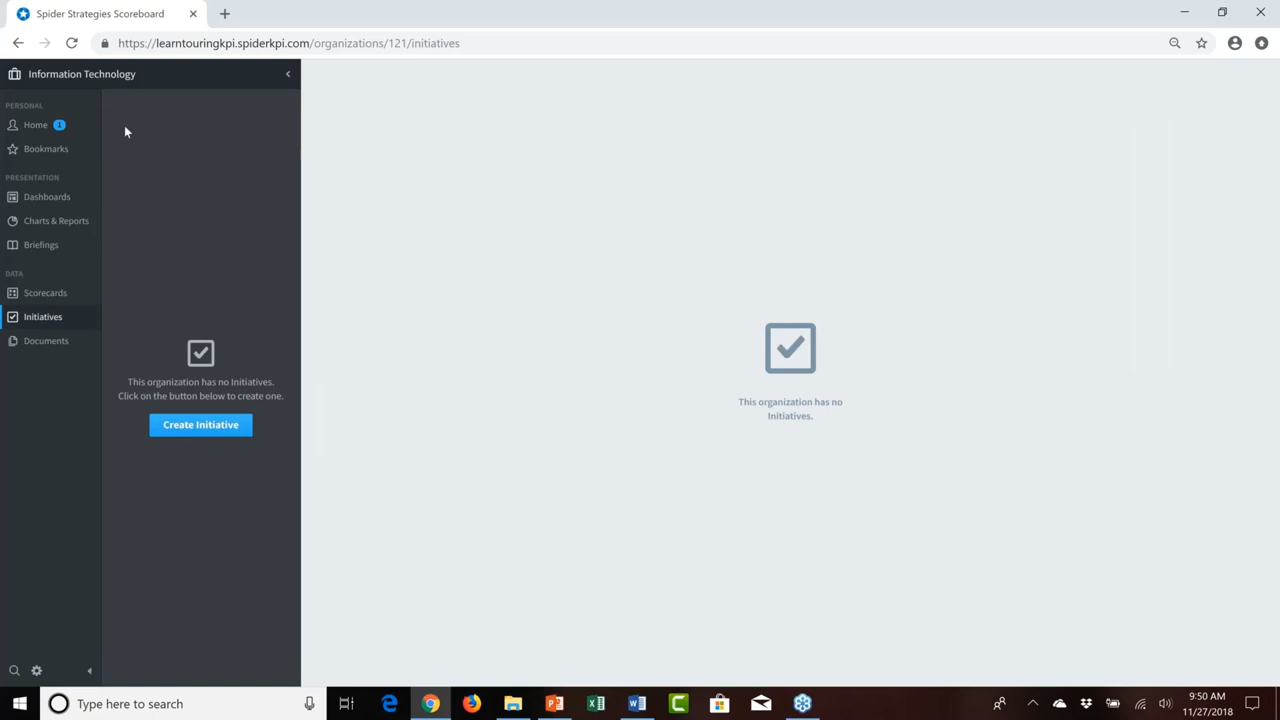 Spider Strategies Scoreboard
https://learntouringkpi.spiderkpi.com/organizations/121/initiatives
Information Technology
PERSONAL
Home 1
Bookmarks
PRESENTATION
Dashboards
Charts & Reports
Briefings
DATA
Scorecards
Initiatives
Documents
This organization has no Initiatives.
Click on the button below to create one.
Create Initiative
This organization has no
Initiatives.
Type here to search
9:50 AM
11/27/2018